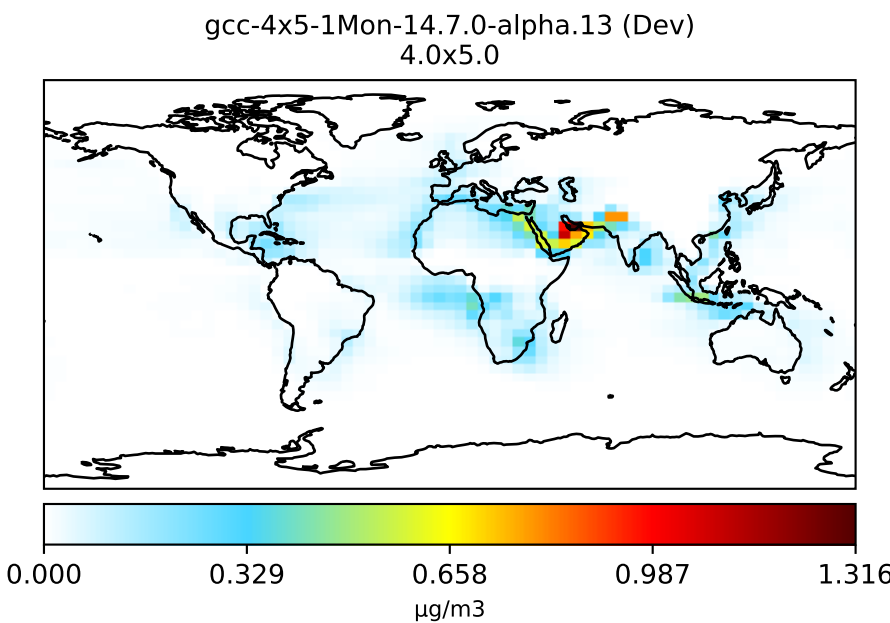 gcc-4x5-1Mon-14.7.0-alpha.13 (Dev)
4.0x5.0
0.000 0.329 0.658 0.987 1.316
μg/m3